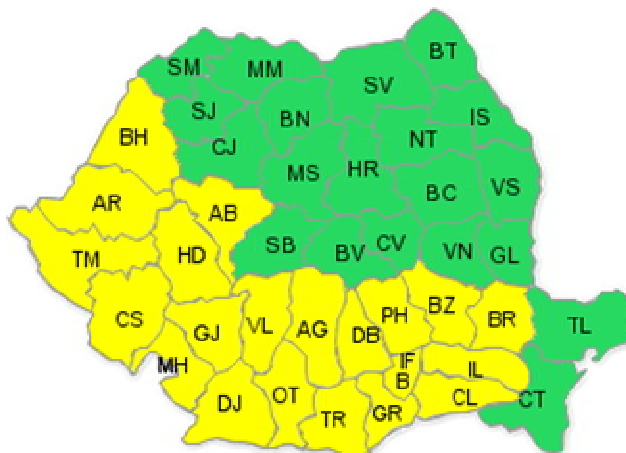 BT
SM
MM
SV
SJ
BN
IS
BH
NT
CJ
MS
HR
BC
VS
AR
AB
SB
BV
CV
VN
GL
TM
HD
CS
GJ
VL
AG
DB
PH
BZ
BR
TL
MH
IF
B
IL
DJ
OT
TR
GR
CL
CT